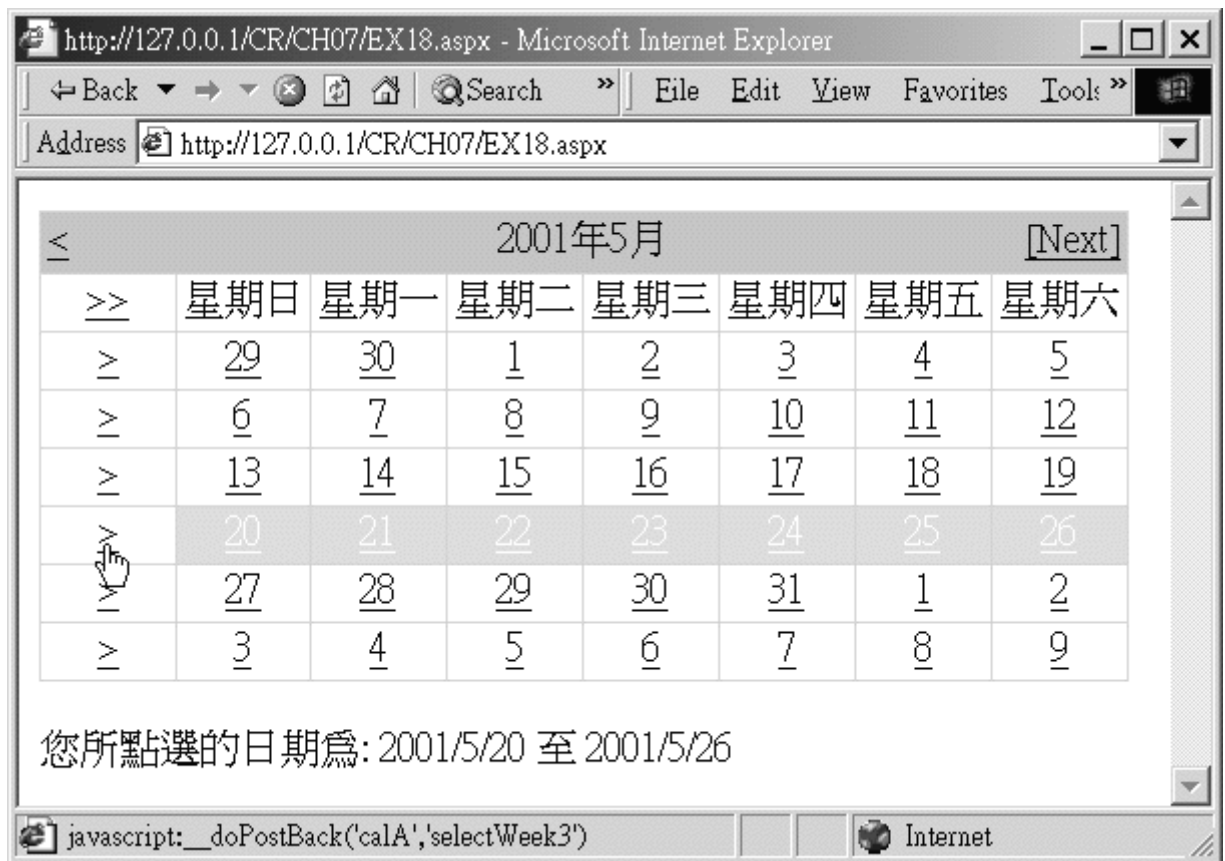 http://127.0.0.1/CR/CH07/EX18.aspx - Microsoft Internet Explorer
Back Search » File Edit View Favorites Tools »
Address http://127.0.0.1/CR/CH07/EX18.aspx
< 2001年5月 [Next]
>> 星期日 星期一 星期二 星期三 星期四 星期五 星期六
> 29 30 1 2 3 4 5
> 6 7 8 9 10 11 12
> 13 14 15 16 17 18 19
> 20 21 22 23 24 25 26
> 27 28 29 30 31 1 2
> 3 4 5 6 7 8 9
您所點選的日期為: 2001/5/20 至 2001/5/26
javascript:__doPostBack('calA','selectWeek3') Internet